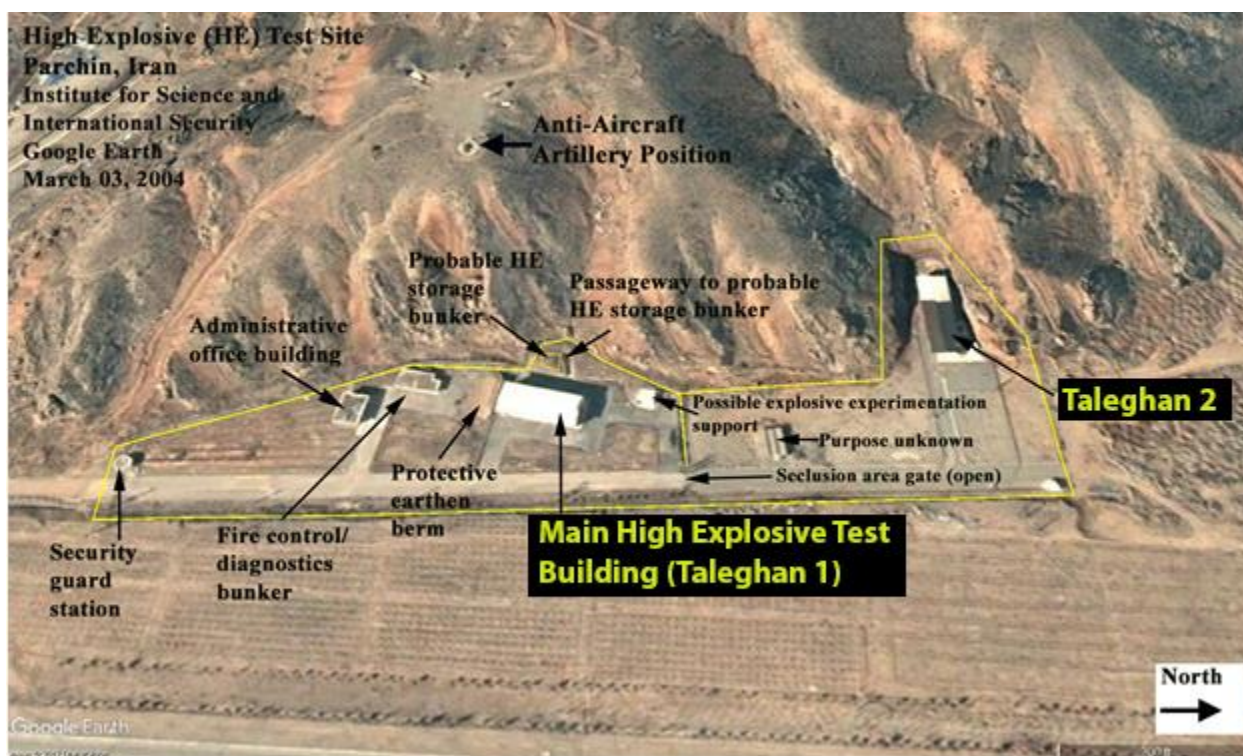 High Explosive (HE) Test Site
Parchin, Iran
Institute for Science and
International Security
Google Earth
March 03, 2004
Anti-Aircraft
Artillery Position
Probable HE
storage
bunker
Passageway to probable
HE storage bunker
Administrative
office building
Taleghan 2
Possible explosive experimentation
support
Purpose unknown
Seclusion area gate (open)
Protective
earthen
berm
Main High Explosive Test
Building (Taleghan 1)
Fire control/
diagnostics
bunker
Security
guard
station
North
Google Earth